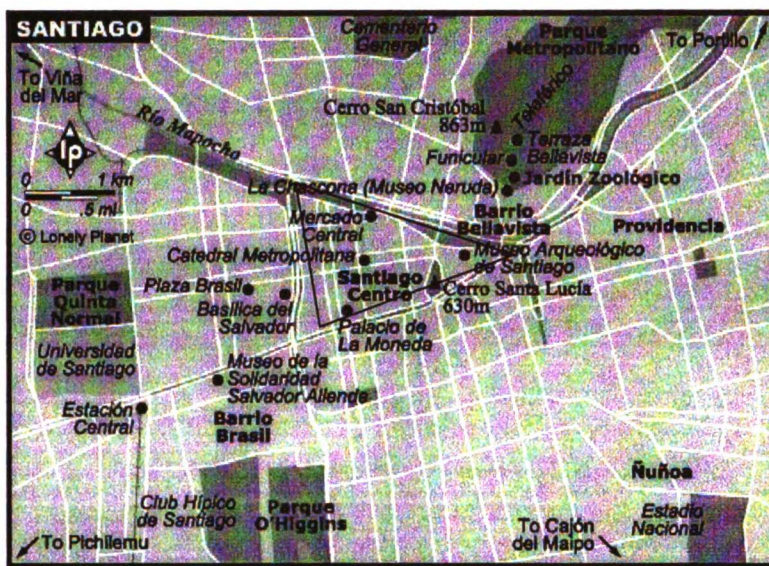 SANTIAGO
Cementerio
General
Parque
Metropolitano
To Portillo
To Viña
del Mar
Teleférico
Cerro San Cristóbal
863m
Río Mapocho
lp
Terraza
Bellavista
Funicular
0 1 km
0 .5 mi
Jardín Zoológico
La Chascona (Museo Neruda)
© Lonely Planet
Mercado
Central
Barrio
Bellavista
Providencia
Catedral Metropolitana
Museo Arqueológico
de Santiago
Parque
Quinta
Normal
Plaza Brasil
Santiago
Centro
Cerro Santa Lucía
630m
Basílica del
Salvador
Palacio de
La Moneda
Universidad
de Santiago
Museo de la
Solidaridad
Salvador Allende
Estación
Central
Barrio
Brasil
Ñuñoa
Club Hípico
de Santiago
Parque
O'Higgins
Estadio
Nacional
To Pichilemu
To Cajón
del Maipo